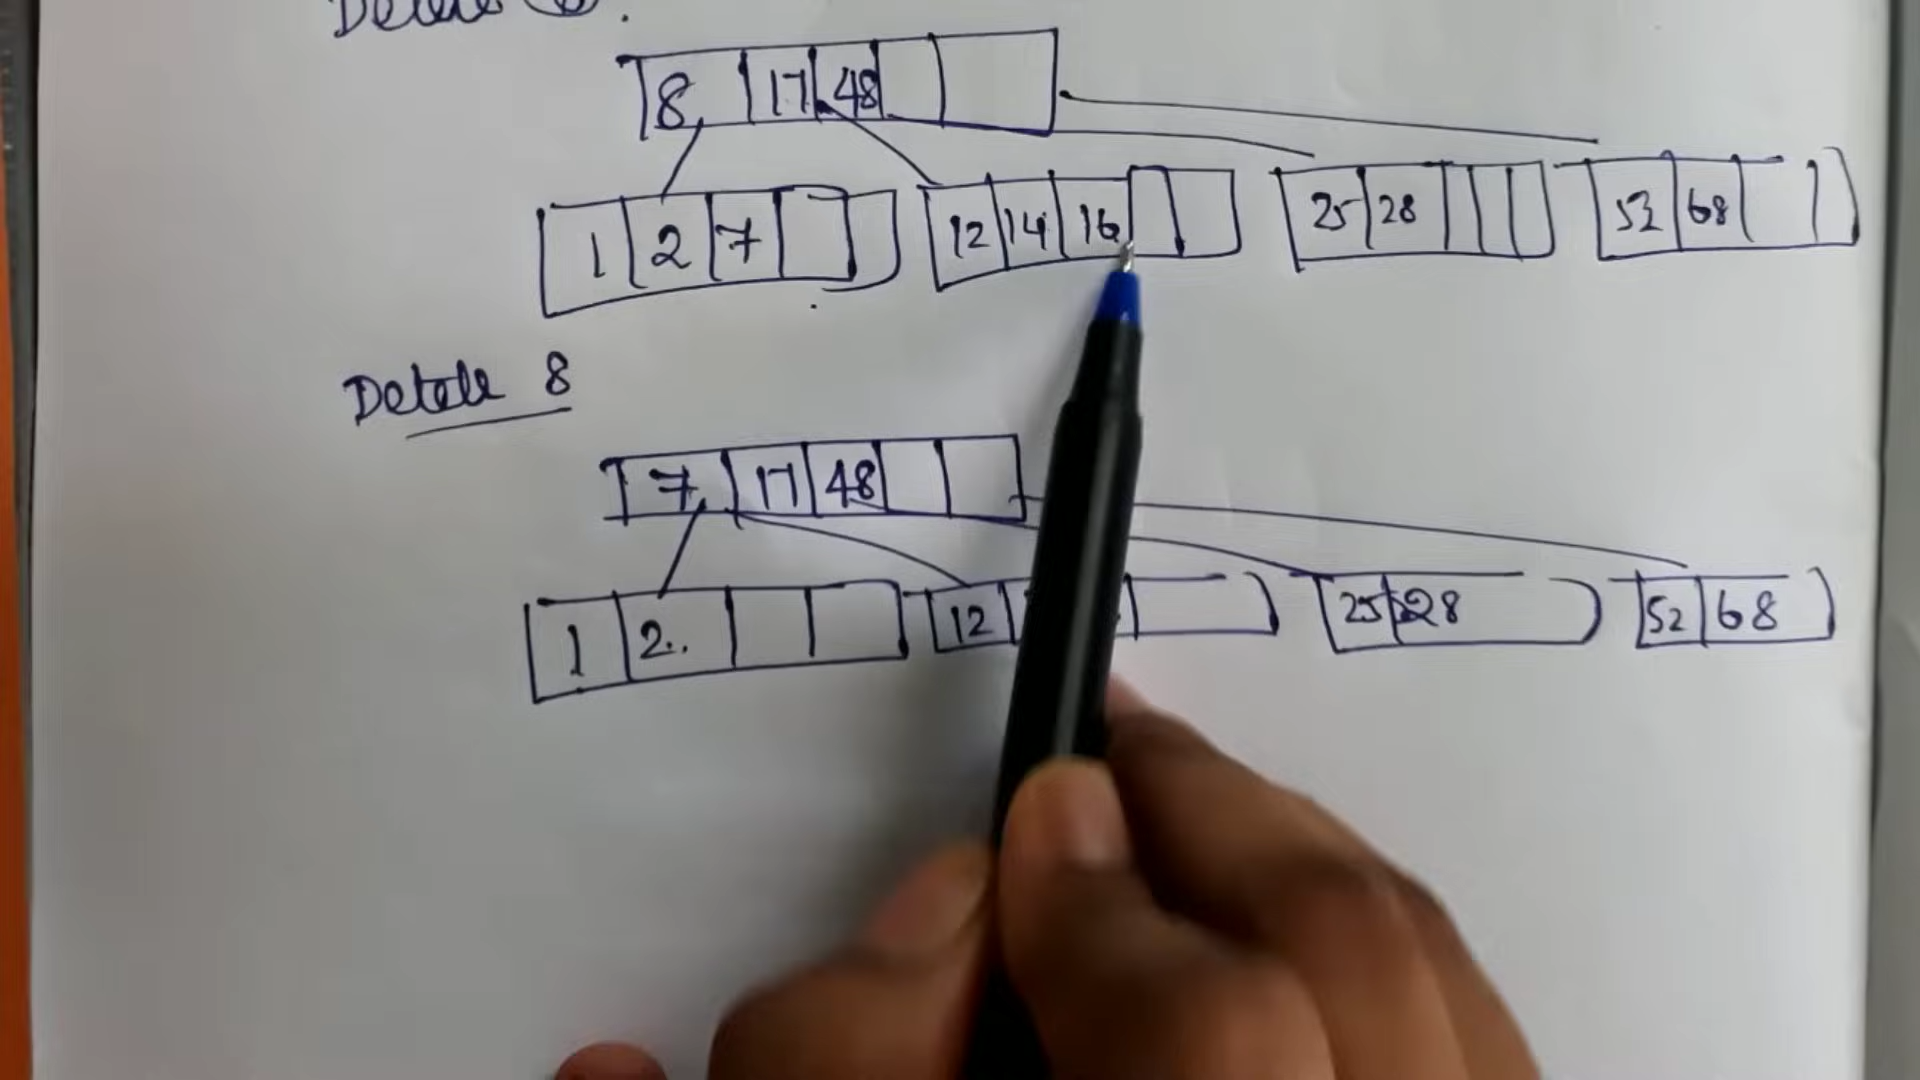 Delete
8 17 48
1 2 7 12 14 16 25 28 52 68
Detele 8
7 17 48
1 2 12 25 28 52 68